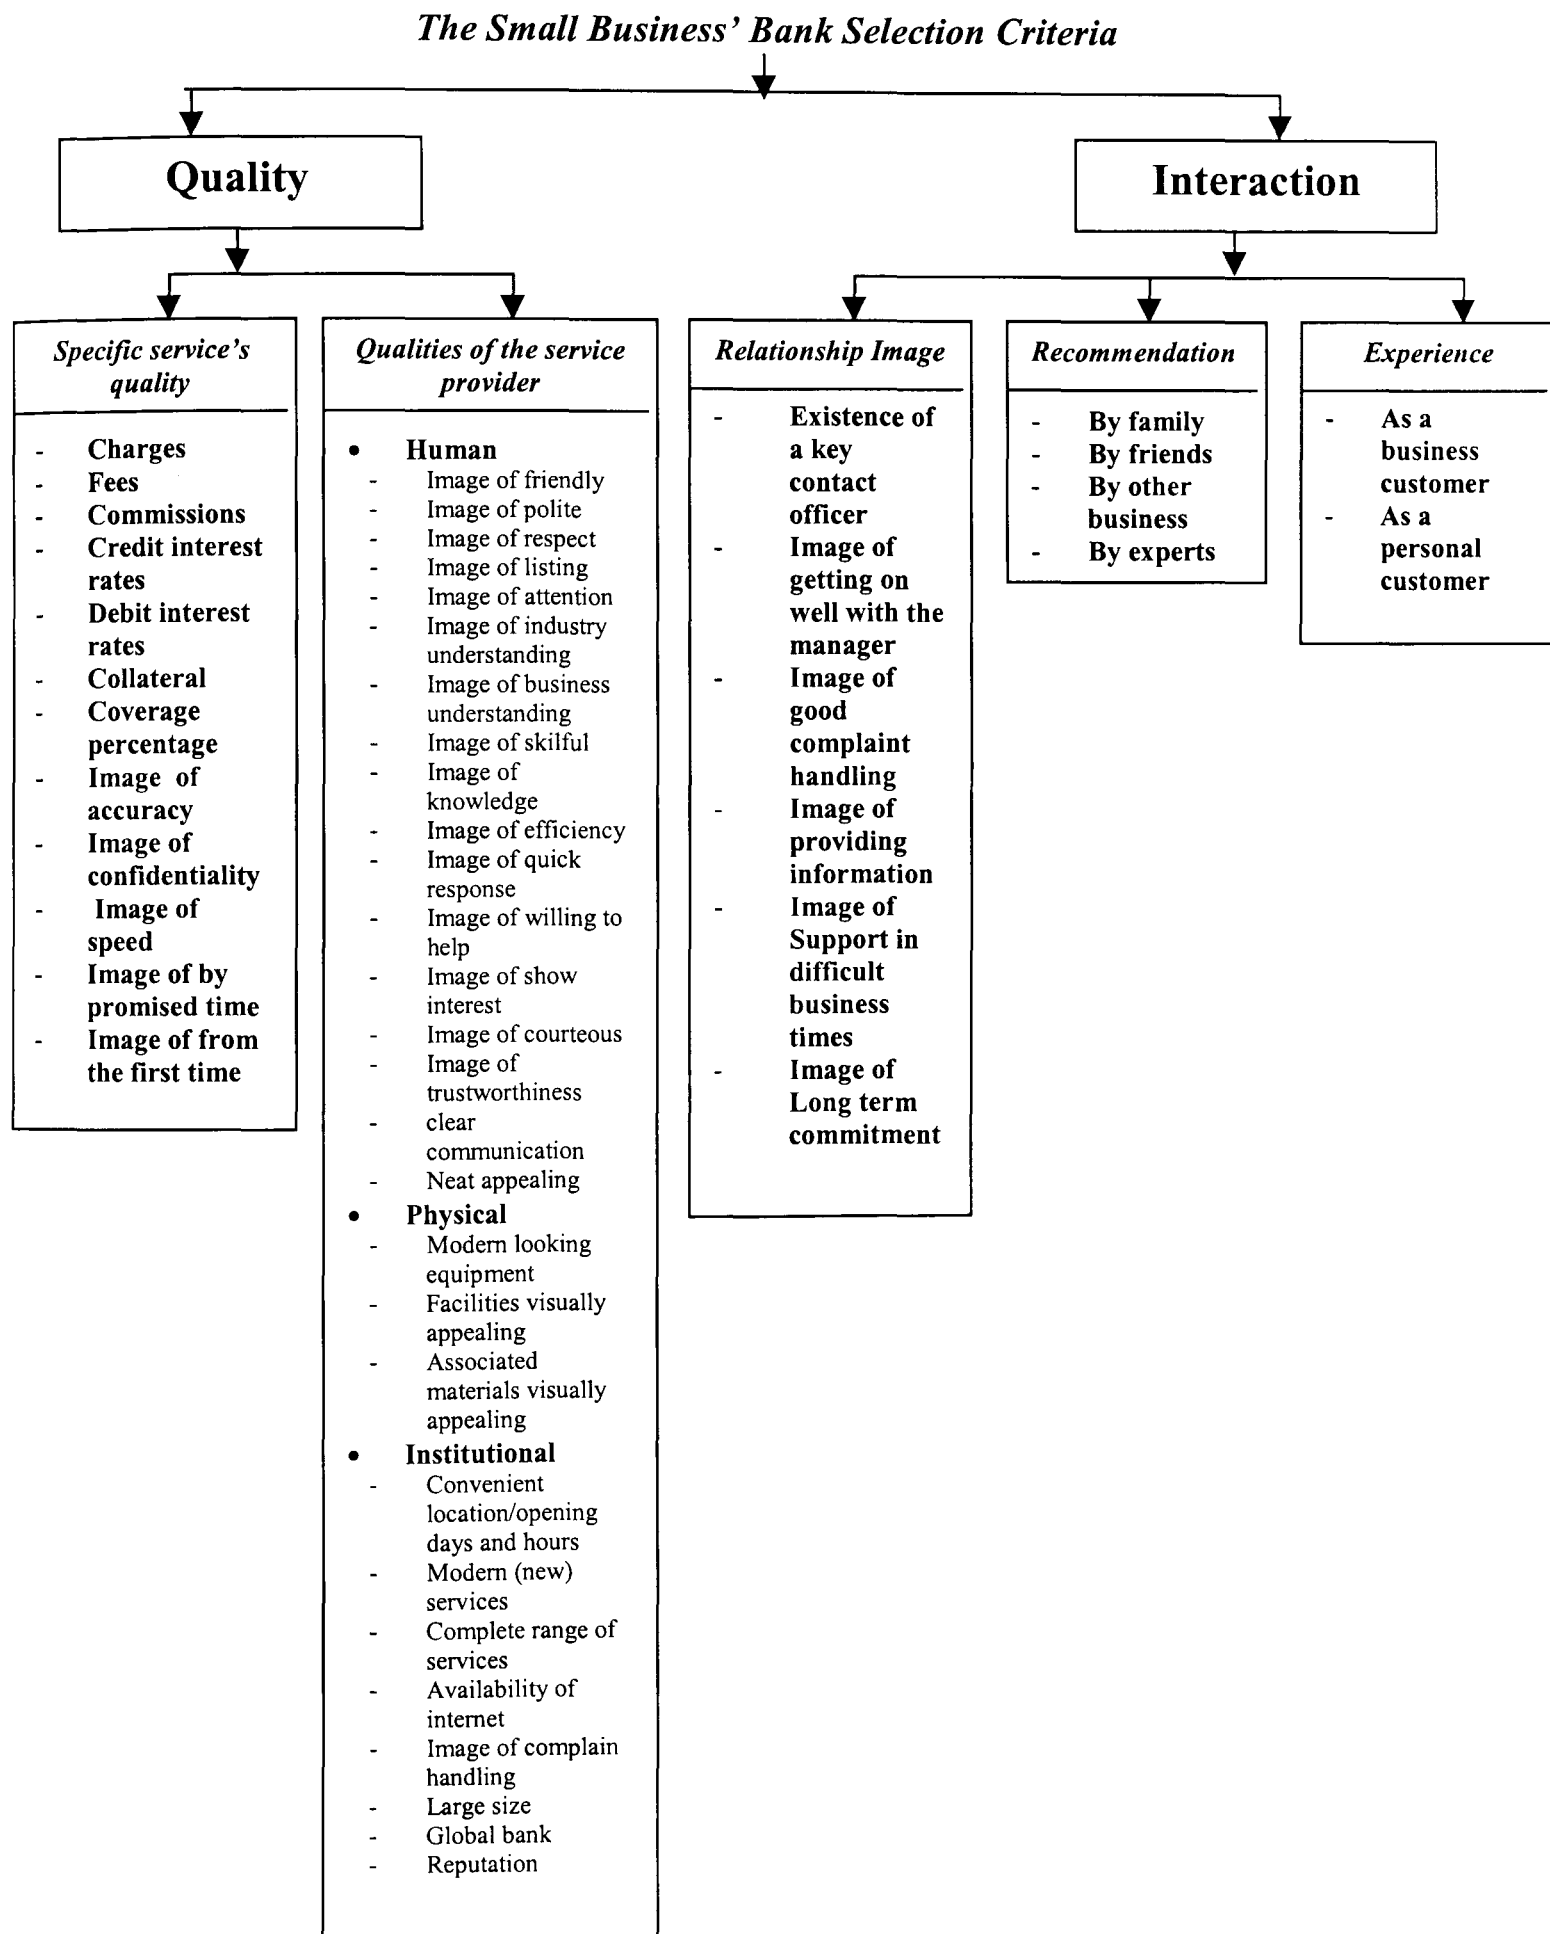 The Small Business' Bank Selection Criteria
Quality
Interaction
Specific service's
quality
- Charges
- Fees
- Commissions
- Credit interest
rates
- Debit interest
rates
- Collateral
- Coverage
percentage
- Image of
accuracy
- Image of
confidentiality
- Image of
speed
- Image of by
promised time
- Image of from
the first time
Qualities of the service
provider
• Human
- Image of friendly
- Image of polite
- Image of respect
- Image of listing
- Image of attention
- Image of industry
understanding
- Image of business
understanding
- Image of skilful
- Image of
knowledge
- Image of efficiency
- Image of quick
response
- Image of willing to
help
- Image of show
interest
- Image of courteous
- Image of
trustworthiness
- clear
communication
- Neat appealing
• Physical
- Modern looking
equipment
- Facilities visually
appealing
- Associated
materials visually
appealing
• Institutional
- Convenient
location/opening
days and hours
- Modern (new)
services
- Complete range of
services
- Availability of
internet
- Image of complain
handling
- Large size
- Global bank
- Reputation
Relationship Image
- Existence of
a key
contact
officer
- Image of
getting on
well with the
manager
- Image of
good
complaint
handling
- Image of
providing
information
- Image of
Support in
difficult
business
times
- Image of
Long term
commitment
Recommendation
- By family
- By friends
- By other
business
- By experts
Experience
- As a
business
customer
- As a
personal
customer